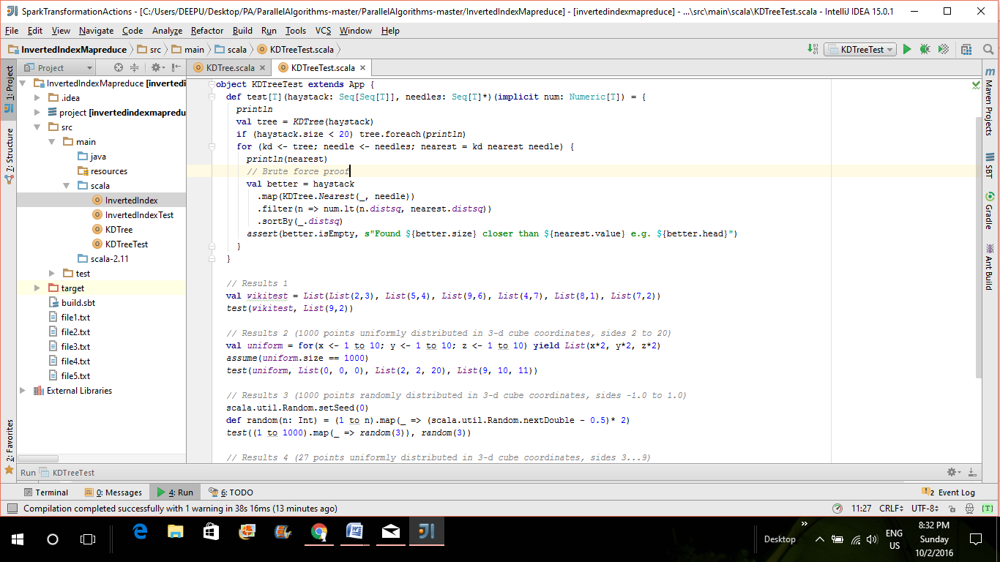 SparkTransformationActions - [C:/Users/DEEPU/Desktop/PA/ParallelAlgorithms-master/ParallelAlgorithms-master/InvertedIndexMapreduce] - [invertedindexmapreduce] - ...\src\main\scala\KDTreeTest.scala - IntelliJ IDEA 15.0.1
File Edit View Navigate Code Analyze Refactor Build Run Tools VCS Window Help
InvertedIndexMapreduce src main scala KDTreeTest.scala
KDTreeTest
Project
KDTree.scala
KDTreeTest.scala
1: Project
7: Structure
2: Favorites
InvertedIndexMapreduce [inverted
.idea
project [invertedindexmapredu
src
main
java
resources
scala
InvertedIndex
InvertedIndexTest
KDTree
KDTreeTest
scala-2.11
test
target
build.sbt
file1.txt
file2.txt
file3.txt
file4.txt
file5.txt
External Libraries
object KDTreeTest extends App {
def test[T](haystack: Seq[Seq[T]], needles: Seq[T]*)(implicit num: Numeric[T]) = {
println
val tree = KDTree(haystack)
if (haystack.size < 20) tree.foreach(println)
for (kd <- tree; needle <- needles; nearest = kd nearest needle) {
println(nearest)
// Brute force proof
val better = haystack
.map(KDTree.Nearest(_, needle))
.filter(n => num.lt(n.distsq, nearest.distsq))
.sortBy(_.distsq)
assert(better.isEmpty, s"Found ${better.size} closer than ${nearest.value} e.g. ${better.head}")
}
}
// Results 1
val wikitest = List(List(2,3), List(5,4), List(9,6), List(4,7), List(8,1), List(7,2))
test(wikitest, List(9,2))
// Results 2 (1000 points uniformly distributed in 3-d cube coordinates, sides 2 to 20)
val uniform = for(x <- 1 to 10; y <- 1 to 10; z <- 1 to 10) yield List(x*2, y*2, z*2)
assume(uniform.size == 1000)
test(uniform, List(0, 0, 0), List(2, 2, 20), List(9, 10, 11))
// Results 3 (1000 points randomly distributed in 3-d cube coordinates, sides -1.0 to 1.0)
scala.util.Random.setSeed(0)
def random(n: Int) = (1 to n).map(_ => (scala.util.Random.nextDouble - 0.5)* 2)
test((1 to 1000).map(_ => random(3)), random(3))
// Results 4 (27 points uniformly distributed in 3-d cube coordinates, sides 3...9)
Maven Projects
SBT
Gradle
Ant Build
Run KDTreeTest
Terminal 0: Messages 4: Run 6: TODO
2 Event Log
Compilation completed successfully with 1 warning in 38s 16ms (13 minutes ago)
11:27 CRLF UTF-8 [T]
Desktop
ENG
US
8:32 PM
Sunday
10/2/2016